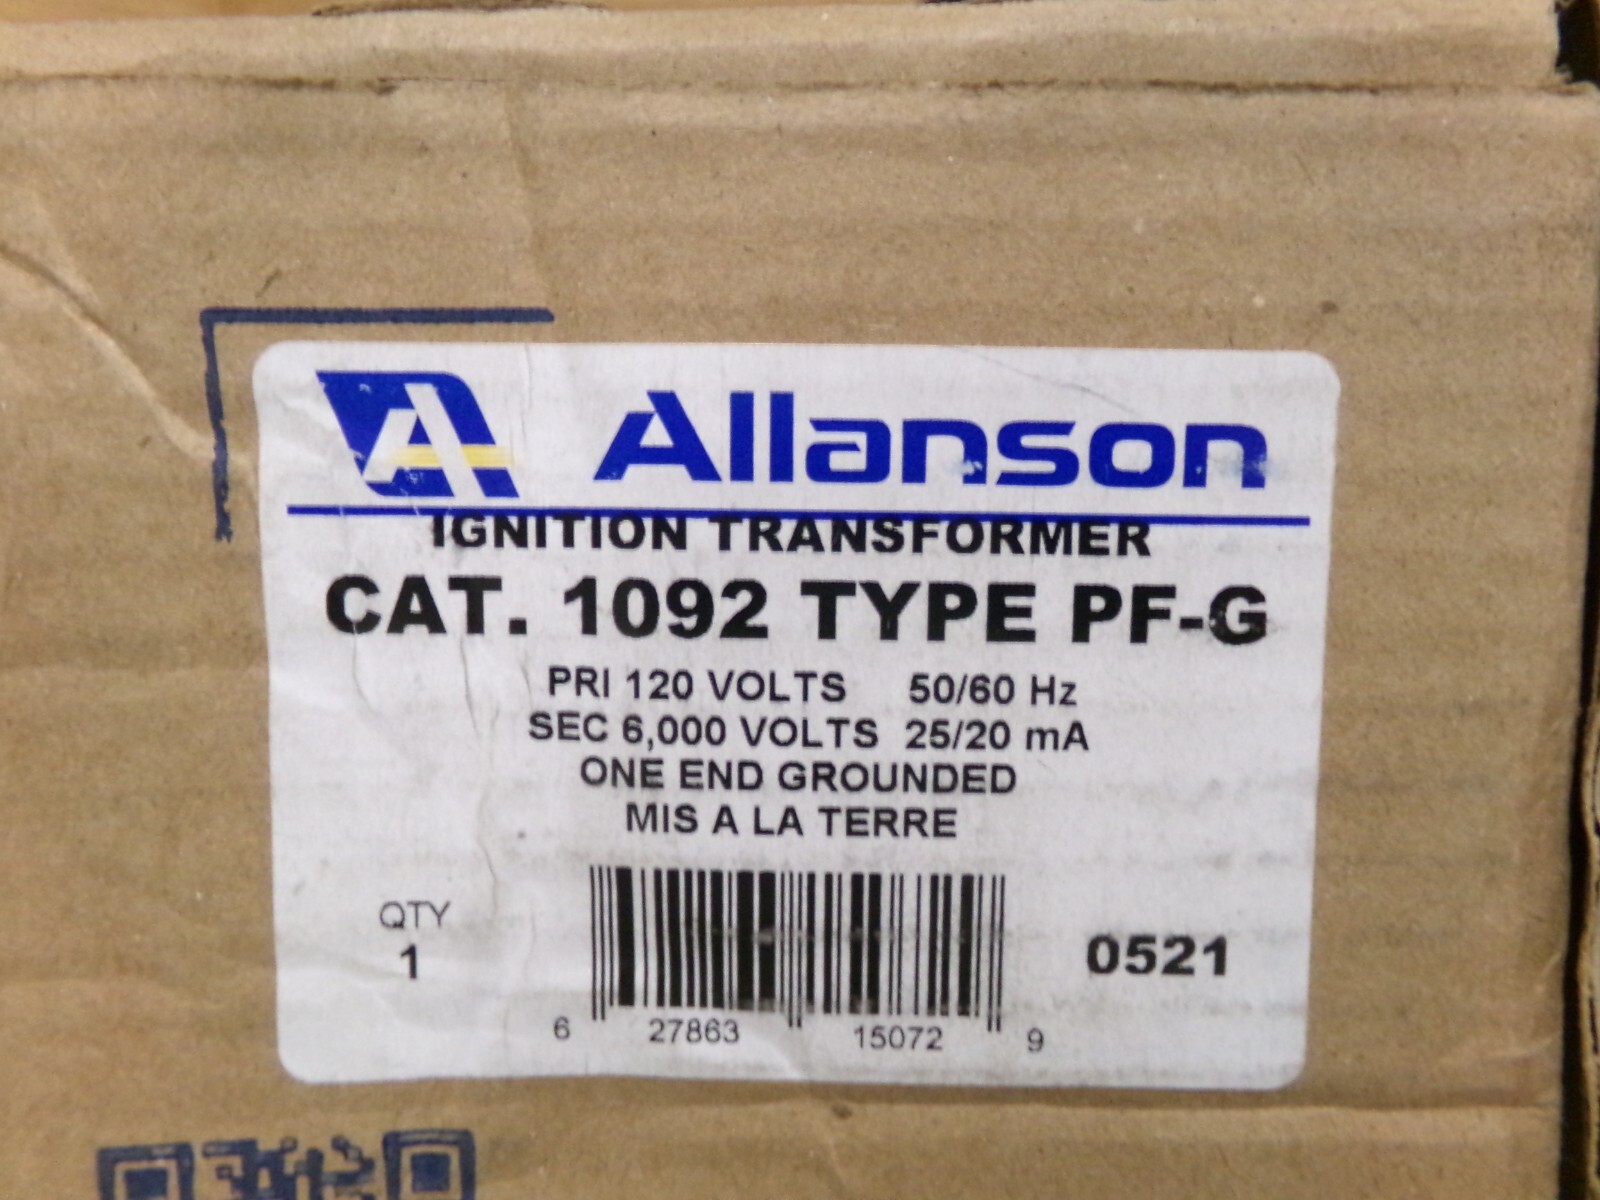 Allanson
IGNITION TRANSFORMER
CAT. 1092 TYPE PF-G
PRI 120 VOLTS 50/60 Hz
SEC 6,000 VOLTS 25/20 mA
ONE END GROUNDED
MIS A LA TERRE
QTY
1
0521
6 27863 15072 9